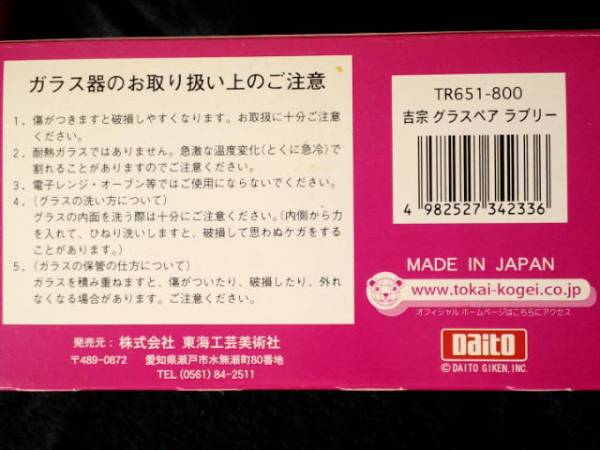 ガラス器のお取り扱い上のご注意
1．傷がつきますと破損しやすくなります。お取扱に十分ご注意
ください。
2．耐熱ガラスではありません。急激な温度変化(とくに急冷)で
割れることがありますのでご注意ください。
3．電子レンジ・オーブン等ではご使用にならないでください。
4．(グラスの洗い方について)
グラスの内面を洗う際は十分にご注意ください。(内側から力
を入れて、ひねり洗いしますと、破損して思わぬケガをする
ことがあります。)
5．(ガラスの保管の仕方について)
ガラスを積み重ねますと、傷がついたり、破損したり、外れ
なくなる場合があります。ご注意ください。
発売元：株式会社 東海工芸美術社
〒489-0872 愛知県瀬戸市水無瀬町80番地
TEL (0561) 84-2511
TR651-800
吉宗 グラスペア ラブリー
4 982527 342336
MADE IN JAPAN
www.tokai-kogei.co.jp
オフィシャル ホームページはこちらにアクセス
Daito
©DAITO GIKEN, INC.